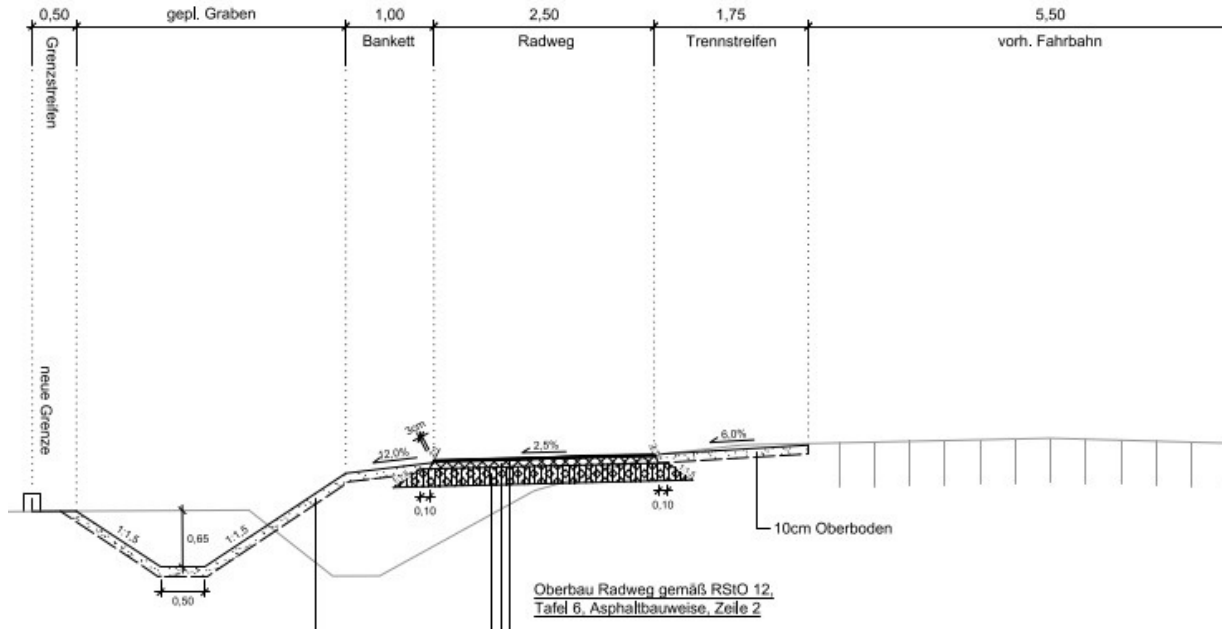 0,50
gepl. Graben
1,00
2,50
1,75
5,50
Grenzstreifen
Bankett
Radweg
Trennstreifen
vorh. Fahrbahn
neue Grenze
3cm
12,0%
2,5%
6,0%
1:1,5
1:1,5
0,65
0,50
0,10
0,10
10cm Oberboden
Oberbau Radweg gemäß RStO 12,
Tafel 6, Asphaltbauweise, Zeile 2